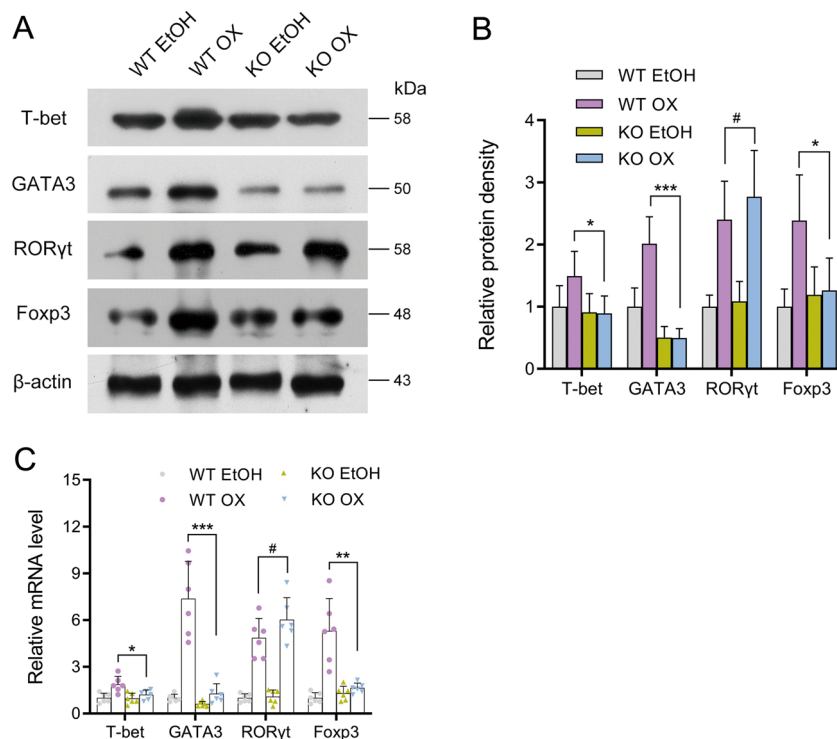 A
WT EtOH WT OX KO EtOH KO OX
kDa
T-bet 58
GATA3 50
RORγt 58
Foxp3 48
β-actin 43
B
WT EtOH
WT OX
KO EtOH
KO OX
Relative protein density
4
3
2
1
0
* *** # *
T-bet GATA3 RORγt Foxp3
C
WT EtOH KO EtOH
WT OX KO OX
Relative mRNA level
15
12
9
6
3
0
* *** # **
T-bet GATA3 RORγt Foxp3